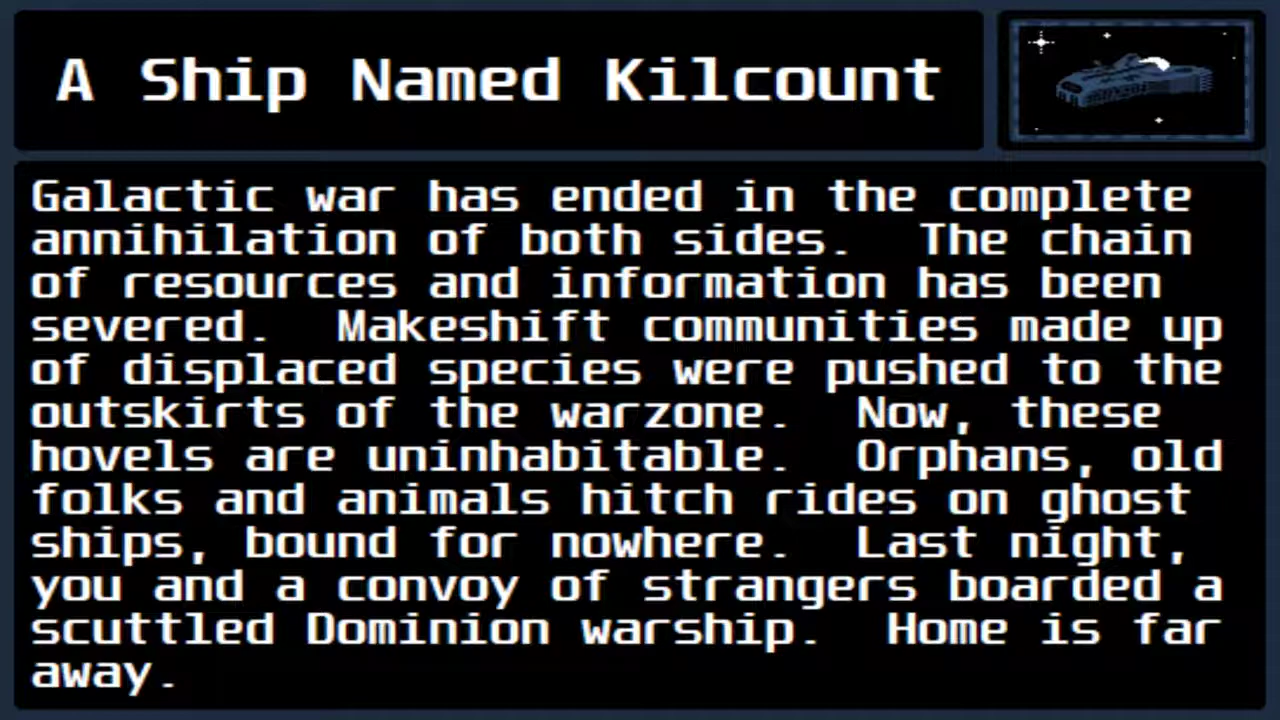 A Ship Named Kilcount
Galactic war has ended in the complete
annihilation of both sides.  The chain
of resources and information has been
severed.  Makeshift communities made up
of displaced species were pushed to the
outskirts of the warzone.  Now, these
hovels are uninhabitable.  Orphans, old
folks and animals hitch rides on ghost
ships, bound for nowhere.  Last night,
you and a convoy of strangers boarded a
scuttled Dominion warship.  Home is far
away.